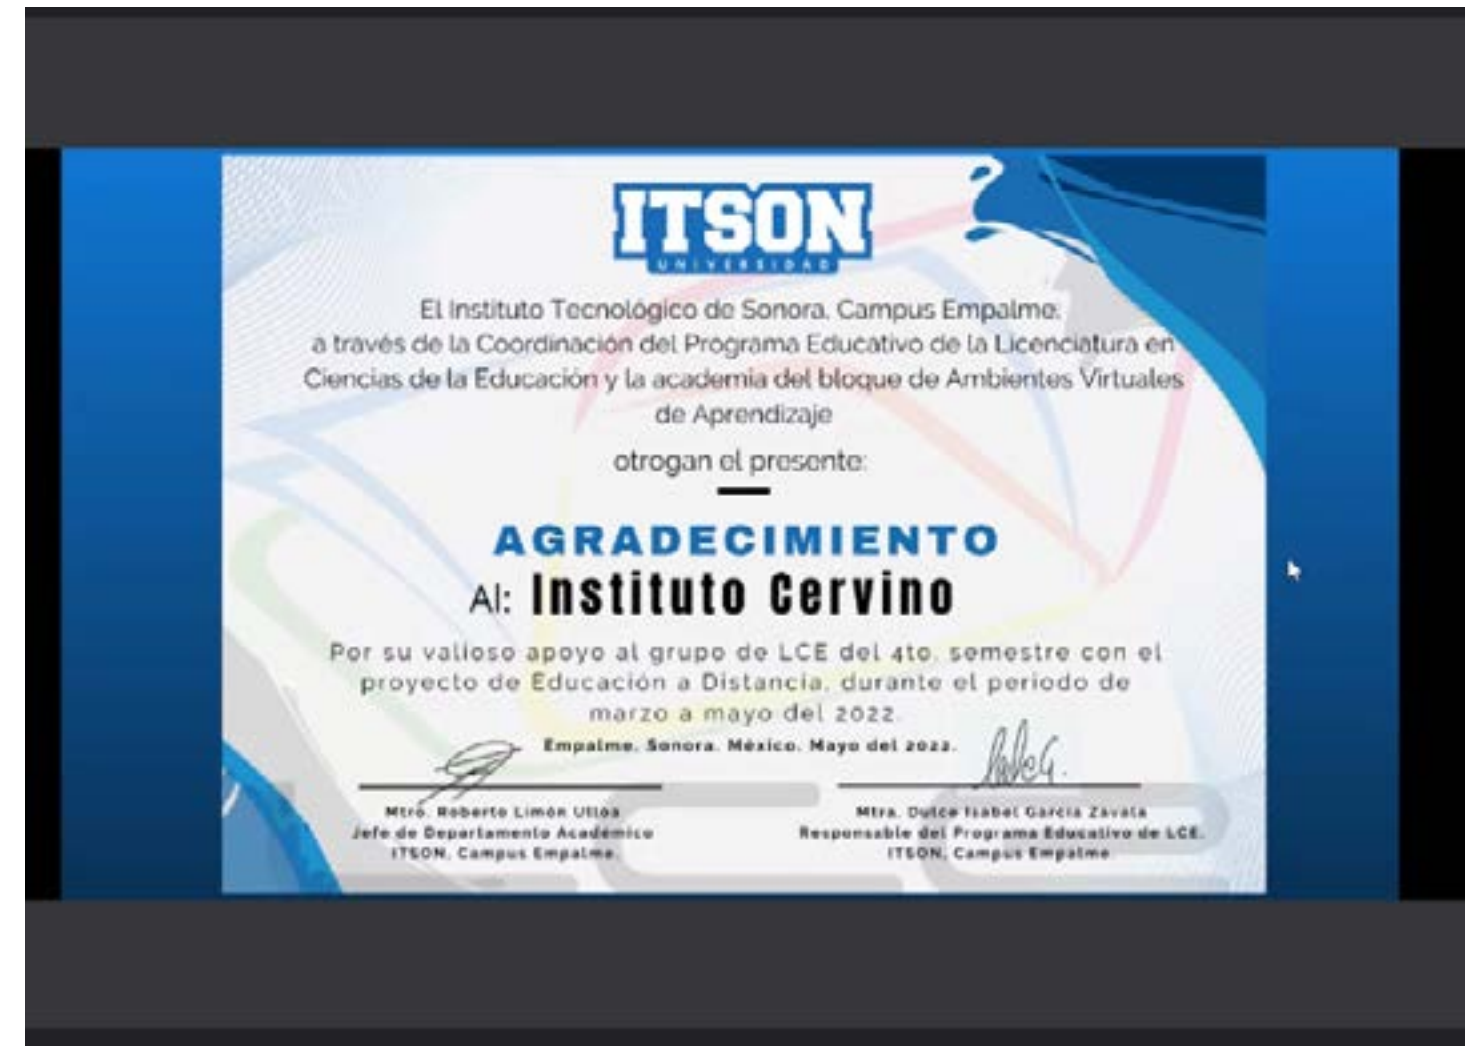 ITSON
UNIVERSIDAD
El Instituto Tecnológico de Sonora, Campus Empalme,
a través de la Coordinación del Programa Educativo de la Licenciatura en
Ciencias de la Educación y la academia del bloque de Ambientes Virtuales
de Aprendizaje
otrogan el presente:
AGRADECIMIENTO
Al: Instituto Cervino
Por su valioso apoyo al grupo de LCE del 4to. semestre con el
proyecto de Educación a Distancia, durante el periodo de
marzo a mayo del 2022.
Empalme, Sonora, México, Mayo del 2022.
Mtro. Roberto Limón Ulloa
Jefe de Departamento Académico
ITSON, Campus Empalme.
Mtra. Dulce Isabel García Zavala
Responsable del Programa Educativo de LCE.
ITSON, Campus Empalme.